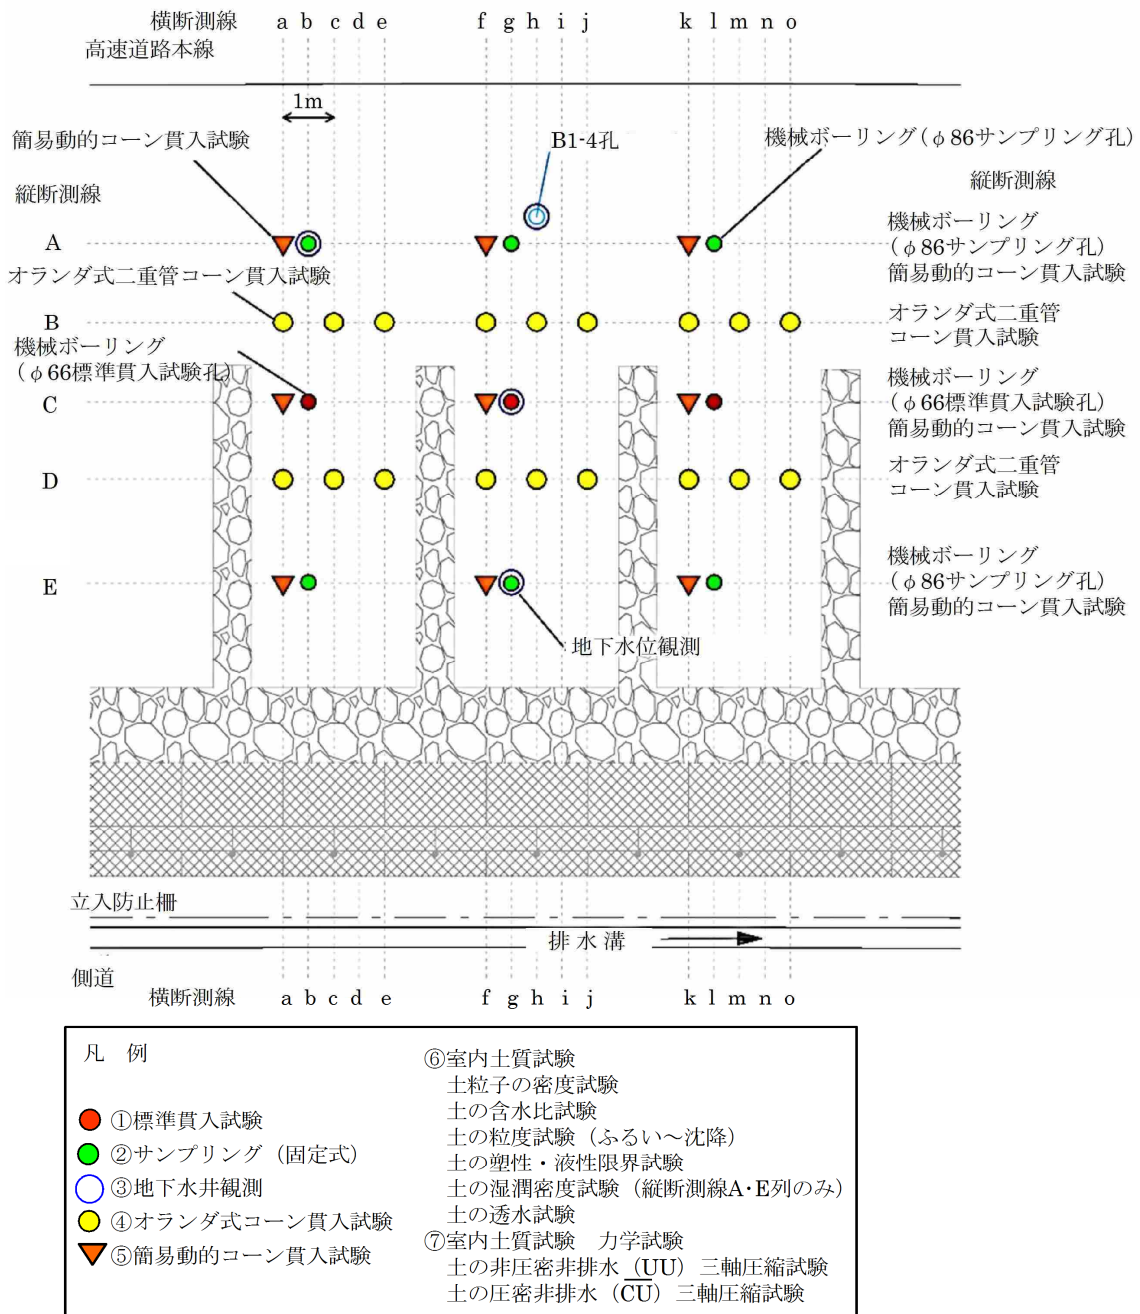 横断測線 a b c d e f g h i j k l m n o
高速道路本線
1m
簡易動的コーン貫入試験
B1-4孔
機械ボーリング(φ86サンプリング孔)
縦断測線
縦断測線
A
機械ボーリング
(φ86サンプリング孔)
簡易動的コーン貫入試験
オランダ式二重管コーン貫入試験
B
オランダ式二重管
コーン貫入試験
機械ボーリング
(φ66標準貫入試験孔)
C
機械ボーリング
(φ66標準貫入試験孔)
簡易動的コーン貫入試験
D
オランダ式二重管
コーン貫入試験
E
機械ボーリング
(φ86サンプリング孔)
簡易動的コーン貫入試験
地下水位観測
立入防止柵
排水溝
側道
横断測線 a b c d e f g h i j k l m n o
凡 例
①標準貫入試験
②サンプリング(固定式)
③地下水井観測
④オランダ式コーン貫入試験
⑤簡易動的コーン貫入試験
⑥室内土質試験
土粒子の密度試験
土の含水比試験
土の粒度試験(ふるい～沈降)
土の塑性・液性限界試験
土の湿潤密度試験(縦断測線A・E列のみ)
土の透水試験
⑦室内土質試験 力学試験
土の非圧密非排水(UU)三軸圧縮試験
土の圧密非排水(C̅U̅)三軸圧縮試験